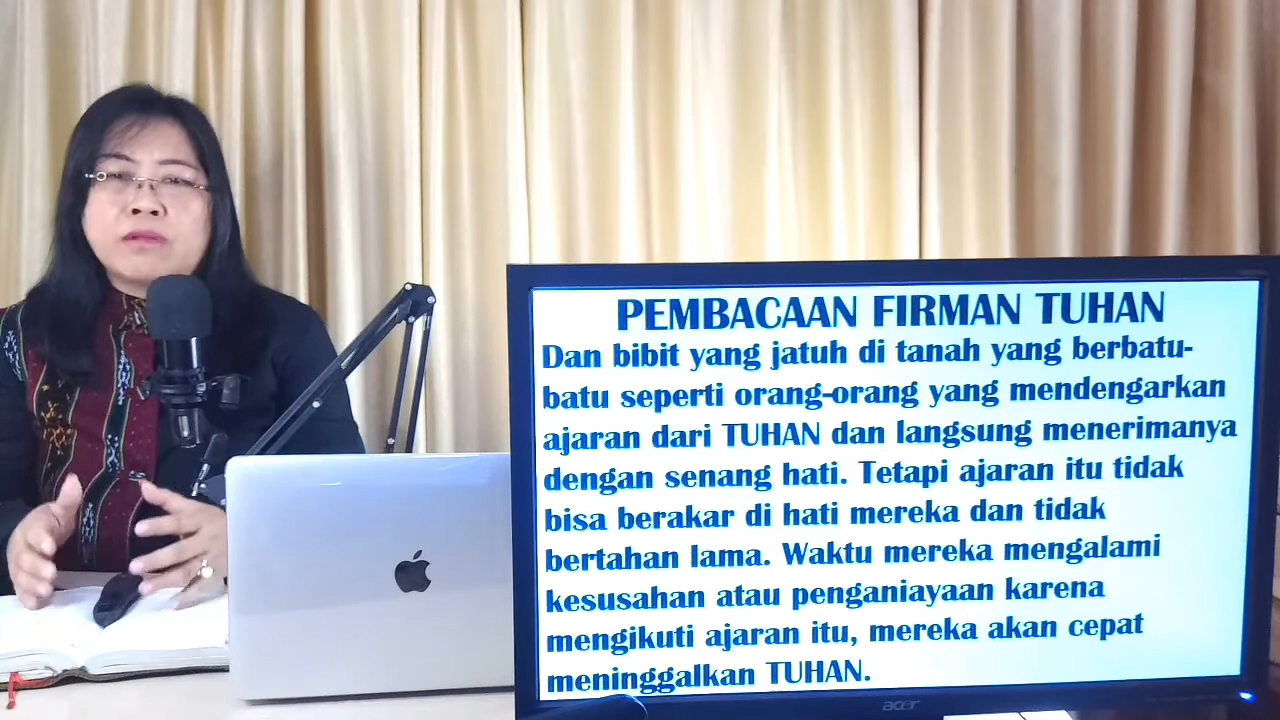 PEMBACAAN FIRMAN TUHAN
Dan bibit yang jatuh di tanah yang berbatu-
batu seperti orang-orang yang mendengarkan
ajaran dari TUHAN dan langsung menerimanya
dengan senang hati. Tetapi ajaran itu tidak
bisa berakar di hati mereka dan tidak
bertahan lama. Waktu mereka mengalami
kesusahan atau penganiayaan karena
mengikuti ajaran itu, mereka akan cepat
meninggalkan TUHAN.
acer